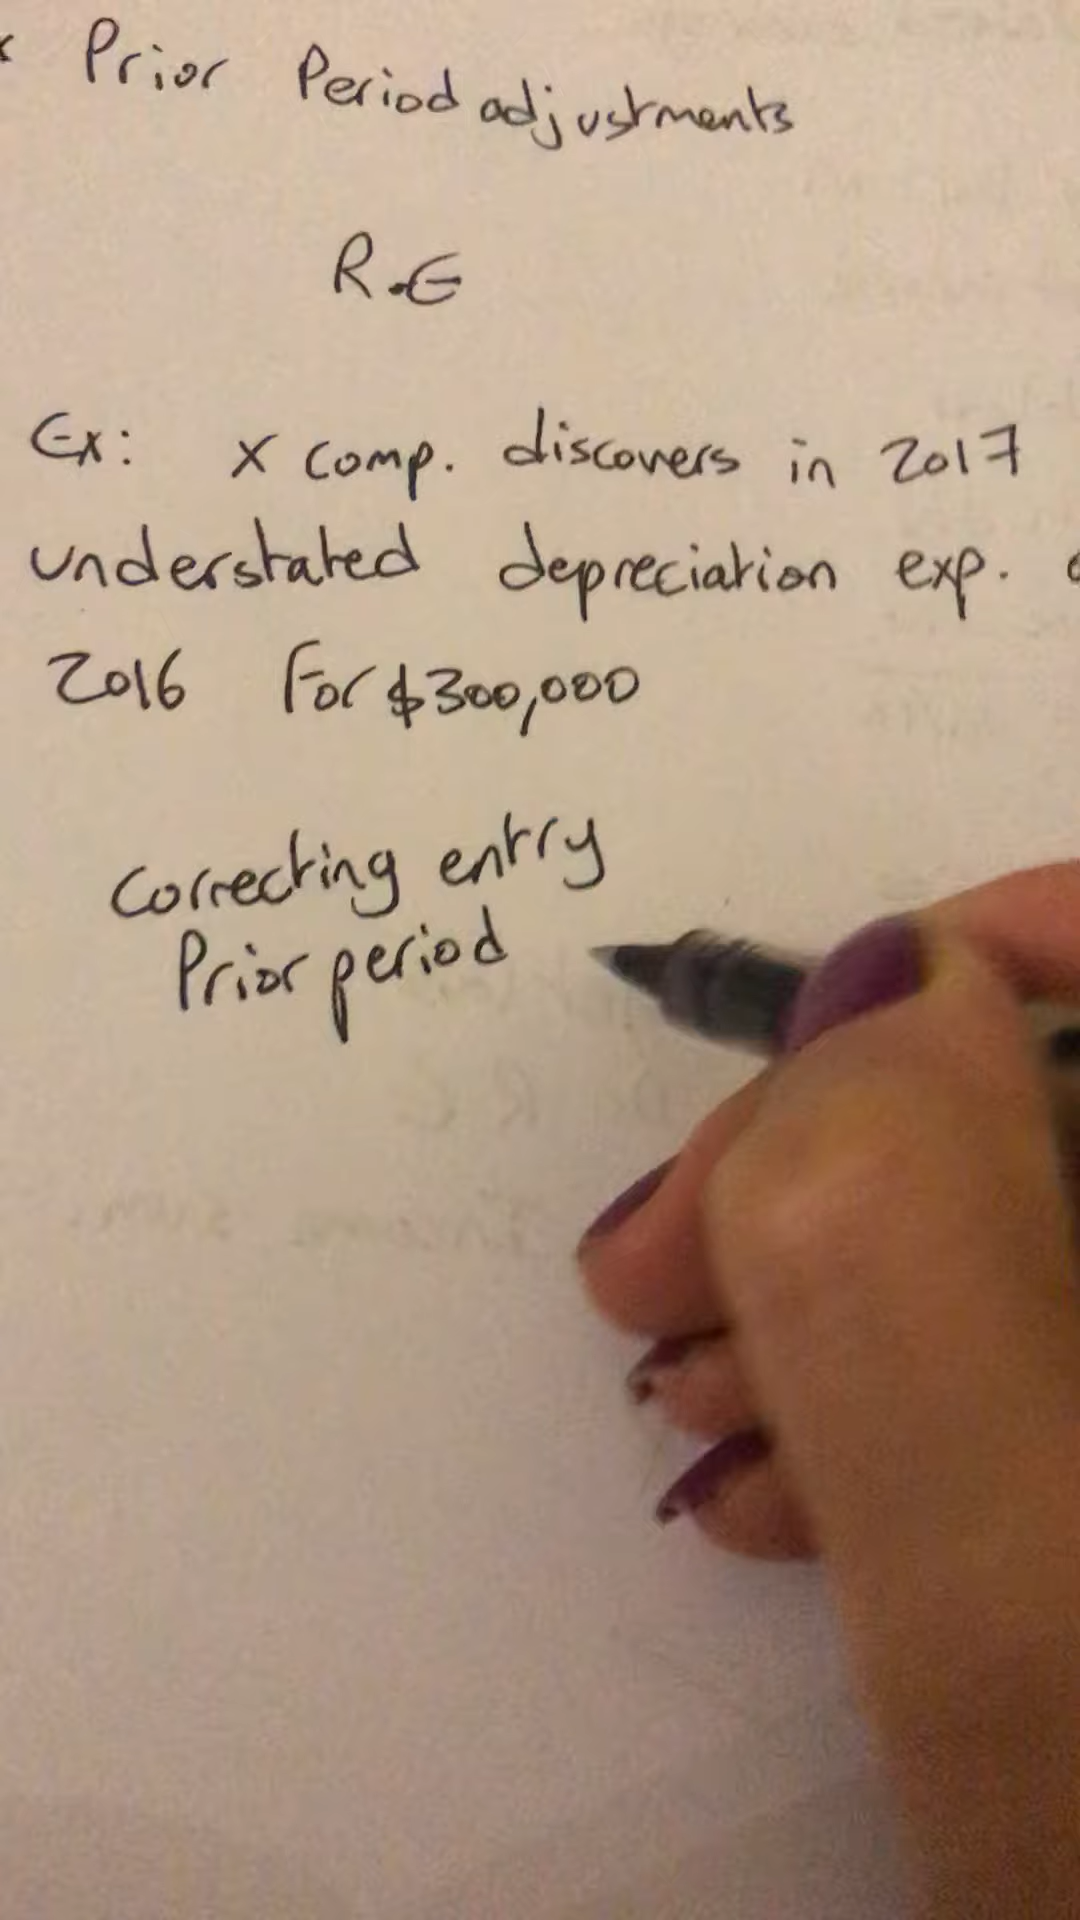 Prior Period adjustments
R.E
Ex: x comp. discovers in 2017
understated depreciation exp.
2016 For $300,000
Correcting entry
Prior period